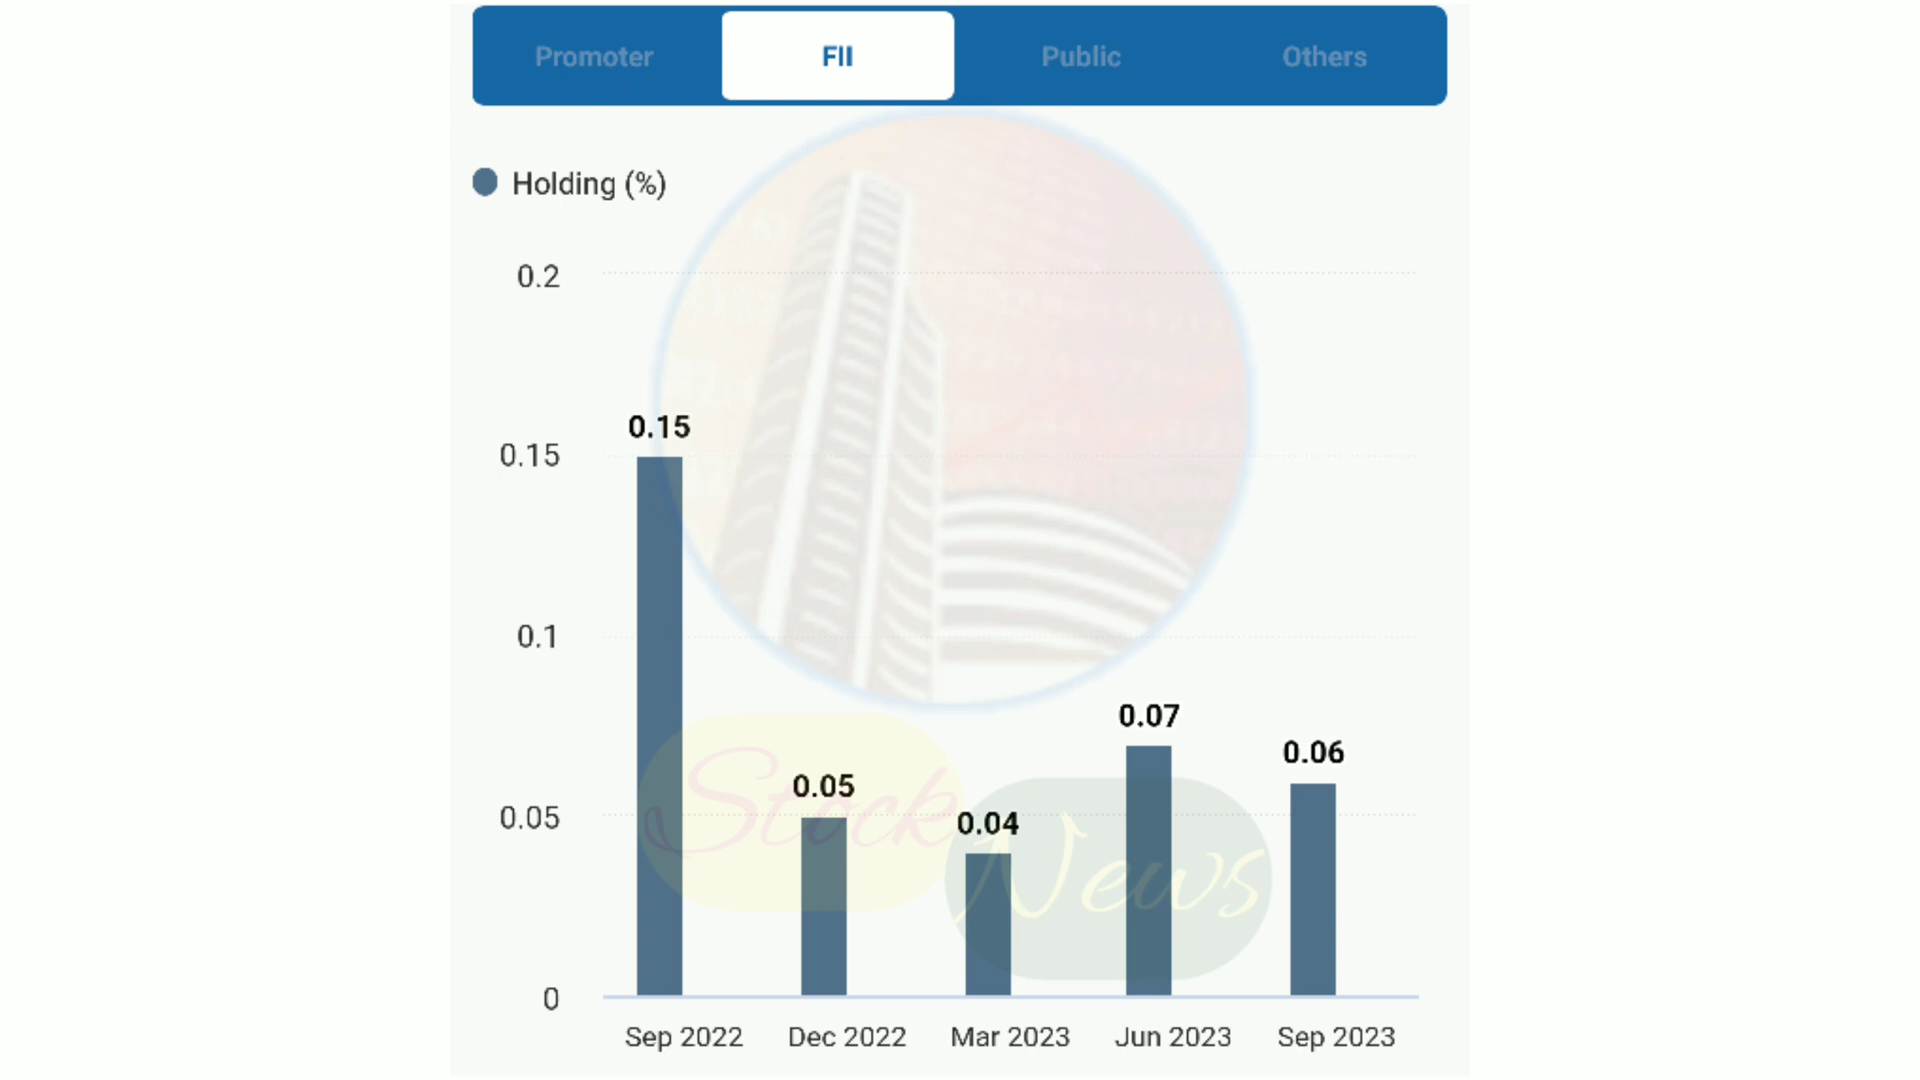 Promoter FII Public Others
Holding (%)
0.2
0.15
0.15
0.1
0.07
0.06
0.05
0.05
0.04
0
Sep 2022 Dec 2022 Mar 2023 Jun 2023 Sep 2023
Stock
News